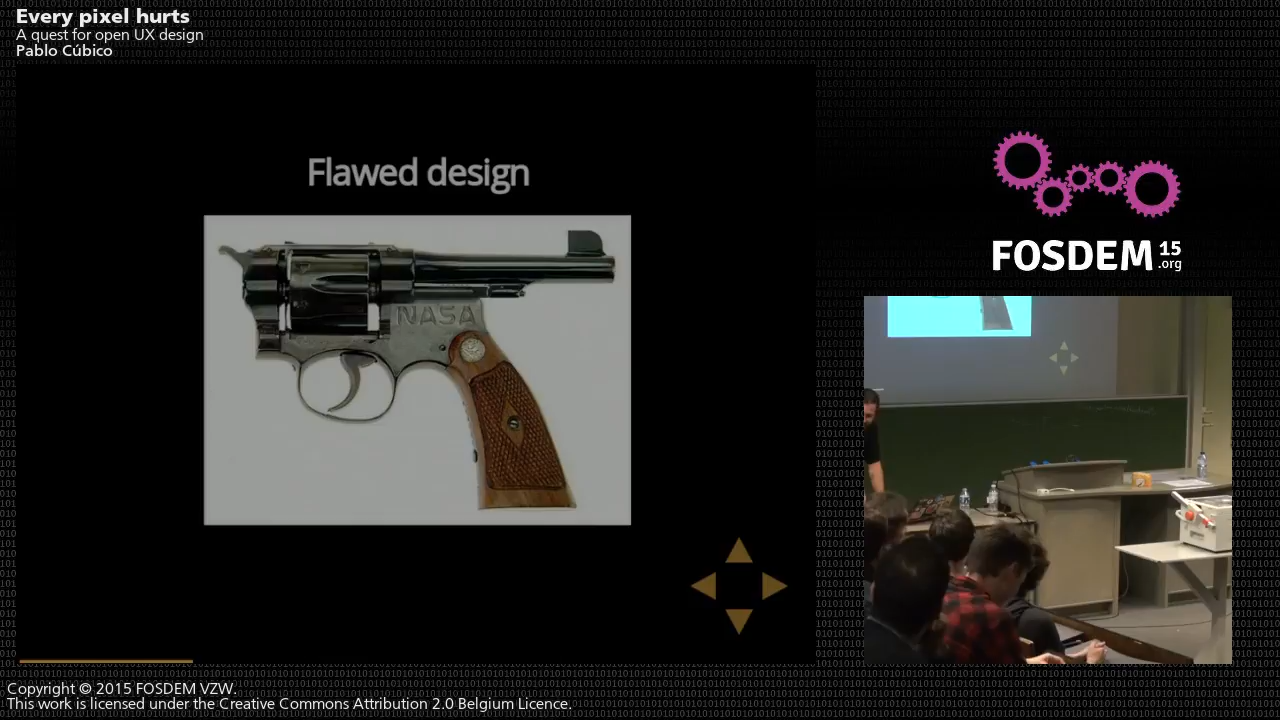 Every pixel hurts
A quest for open UX design
Pablo Cúbico
Flawed design
NASA
FOSDEM 15
.org
Copyright © 2015 FOSDEM VZW.
This work is licensed under the Creative Commons Attribution 2.0 Belgium Licence.